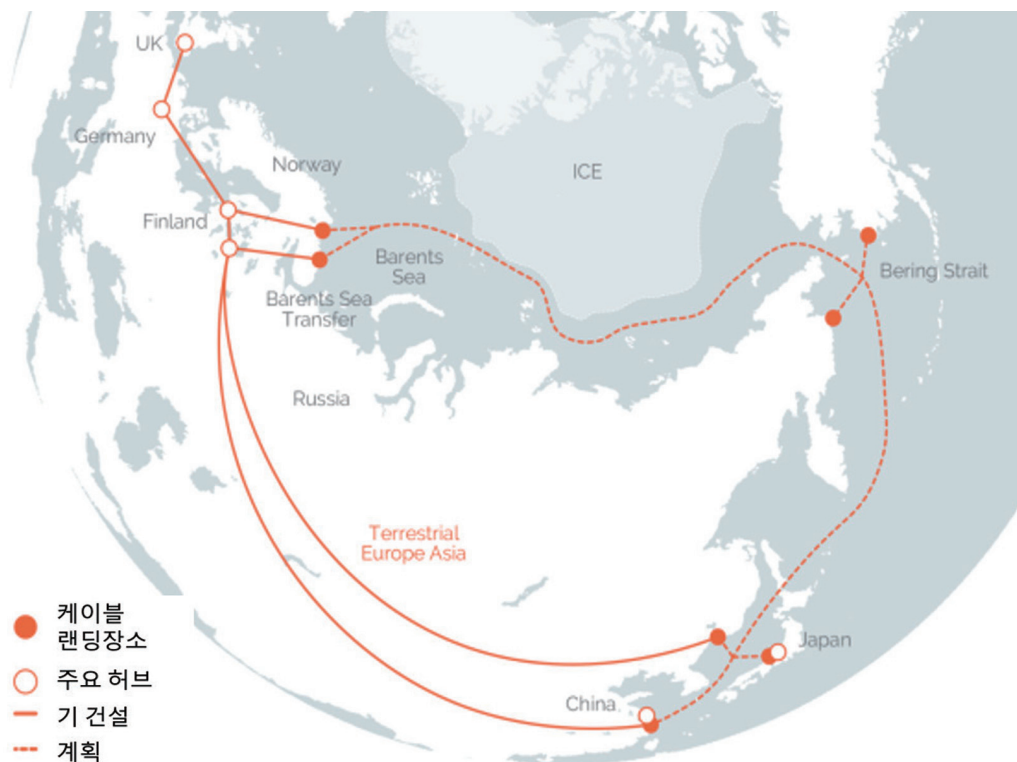 UK
Germany
Norway
ICE
Finland
Barents
Sea
Bering Strait
Barents Sea
Transfer
Russia
Terrestrial
Europe Asia
Japan
China
케이블
랜딩장소
주요 허브
기 건설
계획